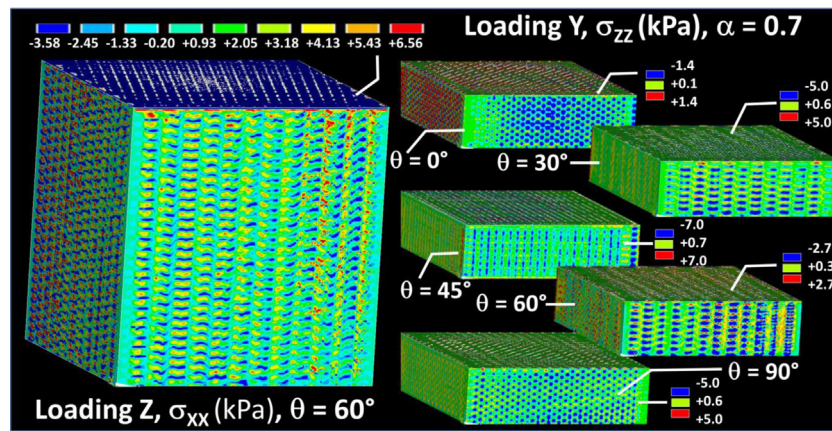 -3.58 -2.45 -1.33 -0.20 +0.93 +2.05 +3.18 +4.13 +5.43 +6.56
Loading Y, σZZ (kPa), α = 0.7
-1.4
+0.1
+1.4
θ = 0°
-5.0
+0.6
+5.0
θ = 30°
-7.0
+0.7
+7.0
θ = 45°
-2.7
+0.3
+2.7
θ = 60°
θ = 90°
-5.0
+0.6
+5.0
Loading Z, σXX (kPa), θ = 60°